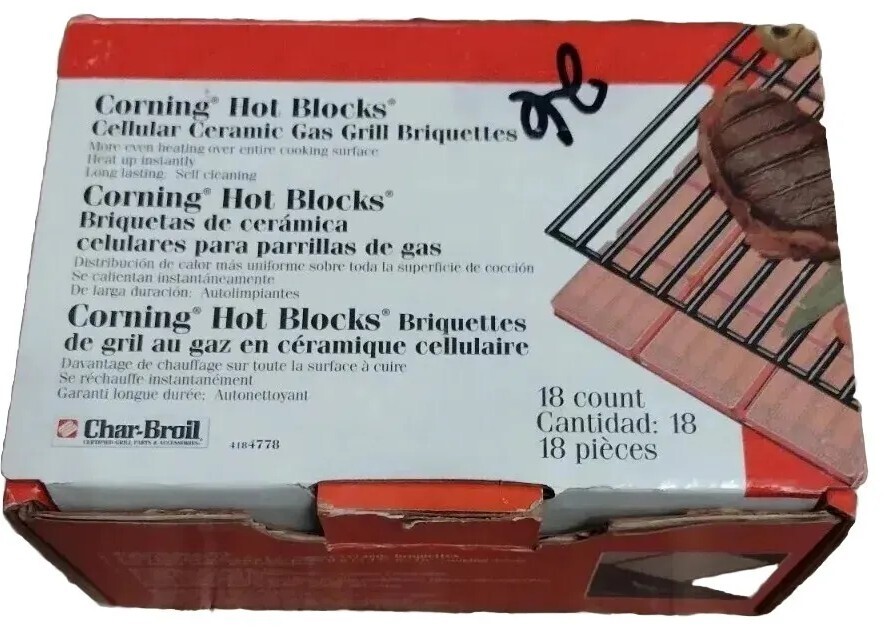 Corning® Hot Blocks®
Cellular Ceramic Gas Grill Briquettes
More even heating over entire cooking surface
Heat up instantly
Long lasting. Self cleaning
Corning® Hot Blocks®
Briquetas de cerámica
celulares para parrillas de gas
Distribución de calor más uniforme sobre toda la superficie de cocción
Se calientan instantáneamente
De larga duración: Autolimpiantes
Corning® Hot Blocks® Briquettes
de gril au gaz en céramique cellulaire
Davantage de chauffage sur toute la surface à cuire
Se réchauffe instantanément
Garanti longue durée: Autonettoyant
18 count
Cantidad: 18
18 pièces
Char-Broil
CERTIFIED GRILL PARTS & ACCESSORIES
4184778